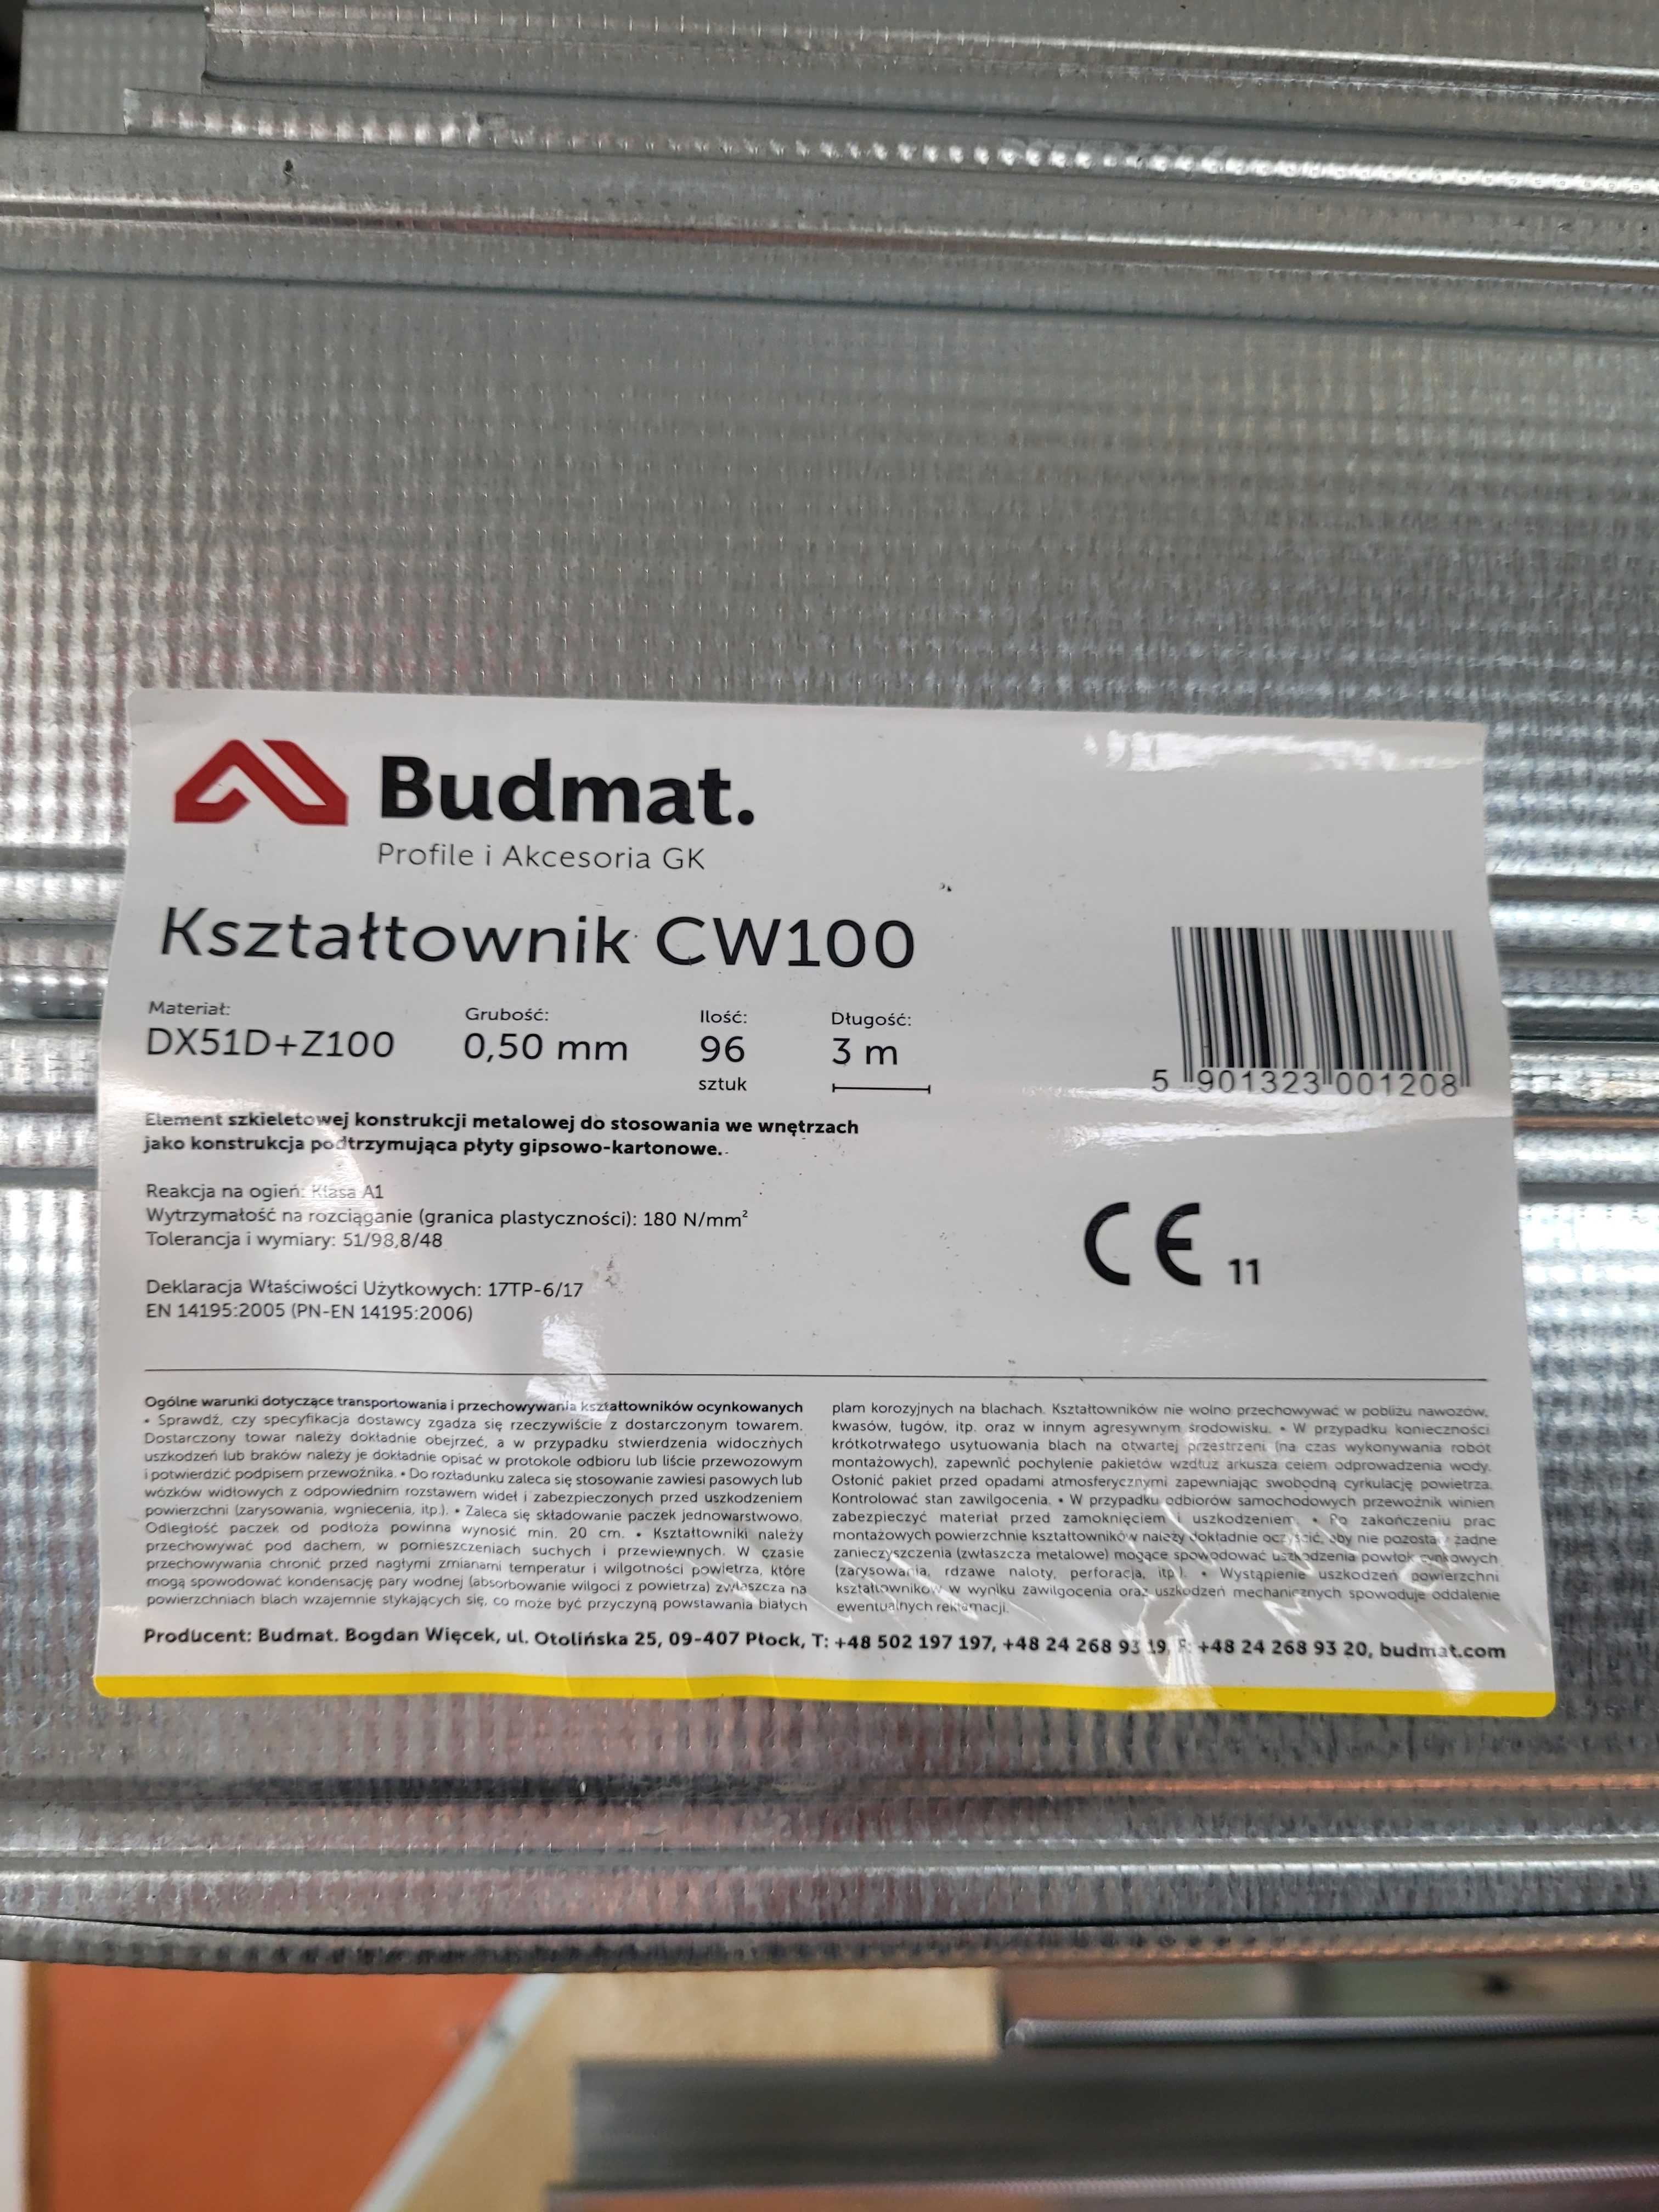 Budmat.
Profile i Akcesoria GK
Kształtownik CW100
Materiał:
DX51D+Z100
Grubość:
0,50 mm
Ilość:
96
sztuk
Długość:
3 m
5 901323 001208
Element szkieletowej konstrukcji metalowej do stosowania we wnętrzach
jako konstrukcja podtrzymująca płyty gipsowo-kartonowe.
Reakcja na ogień: Klasa A1
Wytrzymałość na rozciąganie (granica plastyczności): 180 N/mm²
Tolerancja i wymiary: 51/98,8/48
Deklaracja Właściwości Użytkowych: 17TP-6/17
EN 14195:2005 (PN-EN 14195:2006)
CE 11
Ogólne warunki dotyczące transportowania i przechowywania kształtowników ocynkowanych
• Sprawdź, czy specyfikacja dostawcy zgadza się rzeczywiście z dostarczonym towarem.
Dostarczony towar należy dokładnie obejrzeć, a w przypadku stwierdzenia widocznych
uszkodzeń lub braków należy je dokładnie opisać w protokole odbioru lub liście przewozowym
i potwierdzić podpisem przewoźnika. • Do rozładunku zaleca się stosowanie zawiesi pasowych lub
wózków widłowych z odpowiednim rozstawem wideł i zabezpieczonych przed uszkodzeniem
powierzchni (zarysowania, wgniecenia, itp.). • Zaleca się składowanie paczek jednowarstwowo.
Odległość paczek od podłoża powinna wynosić min. 20 cm. • Kształtowniki należy
przechowywać pod dachem, w pomieszczeniach suchych i przewiewnych. W czasie
przechowywania chronić przed nagłymi zmianami temperatur i wilgotności powietrza, które
mogą spowodować kondensację pary wodnej (absorbowanie wilgoci z powietrza) zwłaszcza na
powierzchniach blach wzajemnie stykających się, co może być przyczyną powstawania białych
plam korozyjnych na blachach. Kształtowników nie wolno przechowywać w pobliżu nawozów,
kwasów, ługów, itp. oraz w innym agresywnym środowisku. • W przypadku konieczności
krótkotrwałego usytuowania blach na otwartej przestrzeni (na czas wykonywania robót
montażowych), zapewnić pochylenie pakietów wzdłuż arkusza celem odprowadzenia wody.
Osłonić pakiet przed opadami atmosferycznymi zapewniając swobodną cyrkulację powietrza.
Kontrolować stan zawilgocenia. • W przypadku odbiorów samochodowych przewoźnik winien
zabezpieczyć materiał przed zamoknięciem i uszkodzeniem. • Po zakończeniu prac
montażowych powierzchnie kształtowników należy dokładnie oczyścić, aby nie pozostały żadne
zanieczyszczenia (zwłaszcza metalowe) mogące spowodować uszkodzenia powłok cynkowych
(zarysowania, rdzawe naloty, perforacja, itp.). • Wystąpienie uszkodzeń powierzchni
kształtowników w wyniku zawilgocenia oraz uszkodzeń mechanicznych spowoduje oddalenie
ewentualnych reklamacji.
Producent: Budmat. Bogdan Więcek, ul. Otolińska 25, 09-407 Płock, T: +48 502 197 197, +48 24 268 93 19, F: +48 24 268 93 20, budmat.com